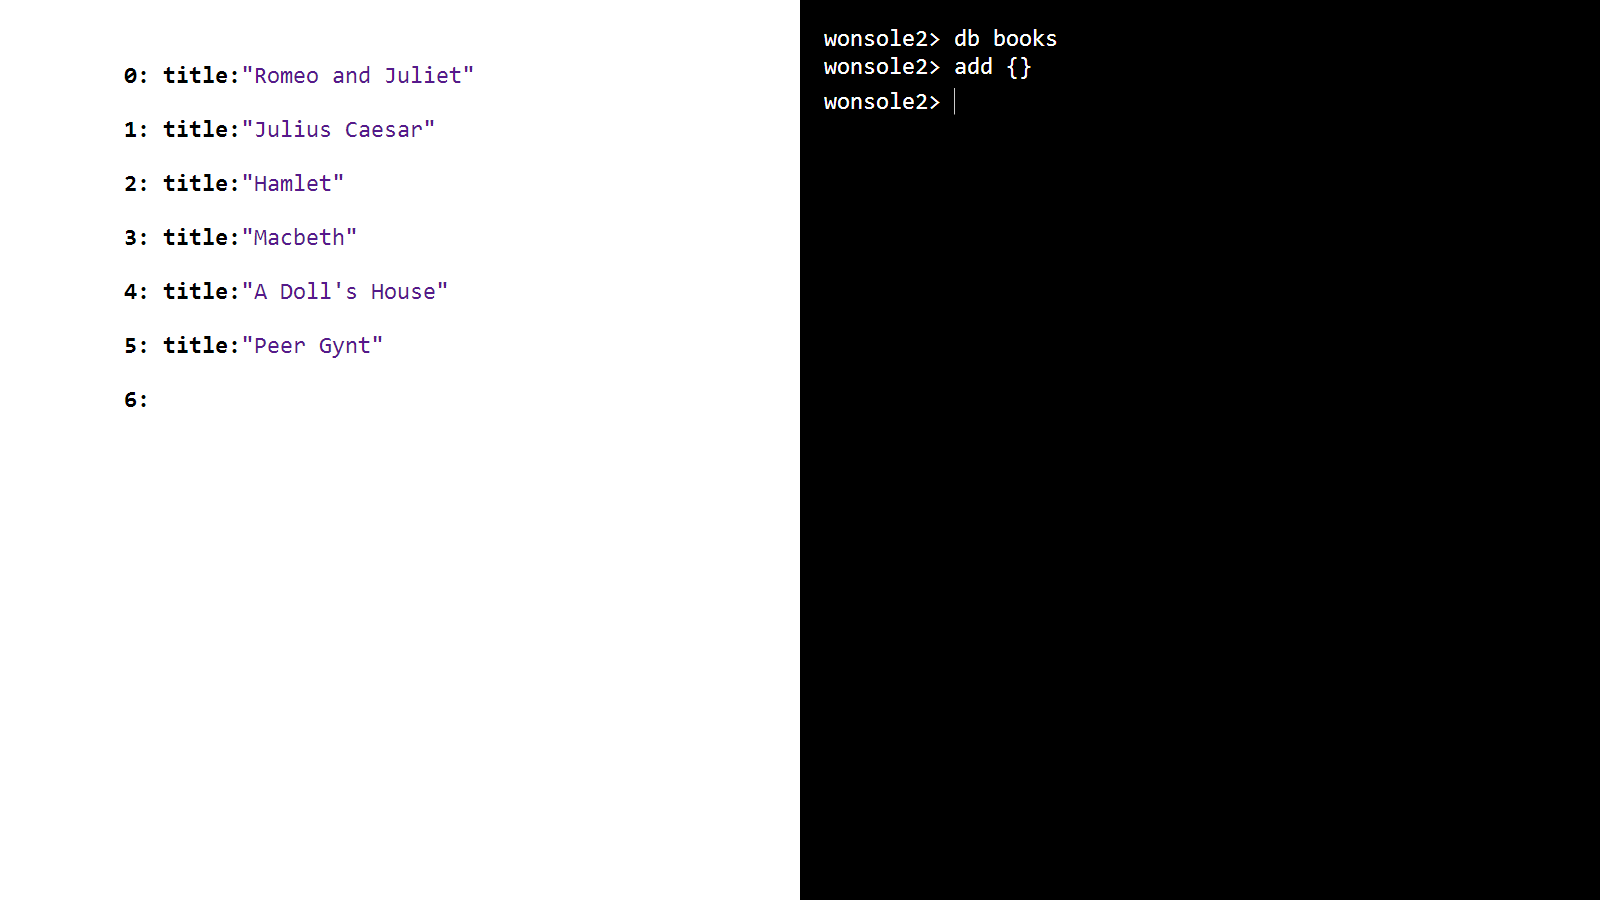 0: title:"Romeo and Juliet"
1: title:"Julius Caesar"
2: title:"Hamlet"
3: title:"Macbeth"
4: title:"A Doll's House"
5: title:"Peer Gynt"
6:
wonsole2> db books
wonsole2> add {}
wonsole2>